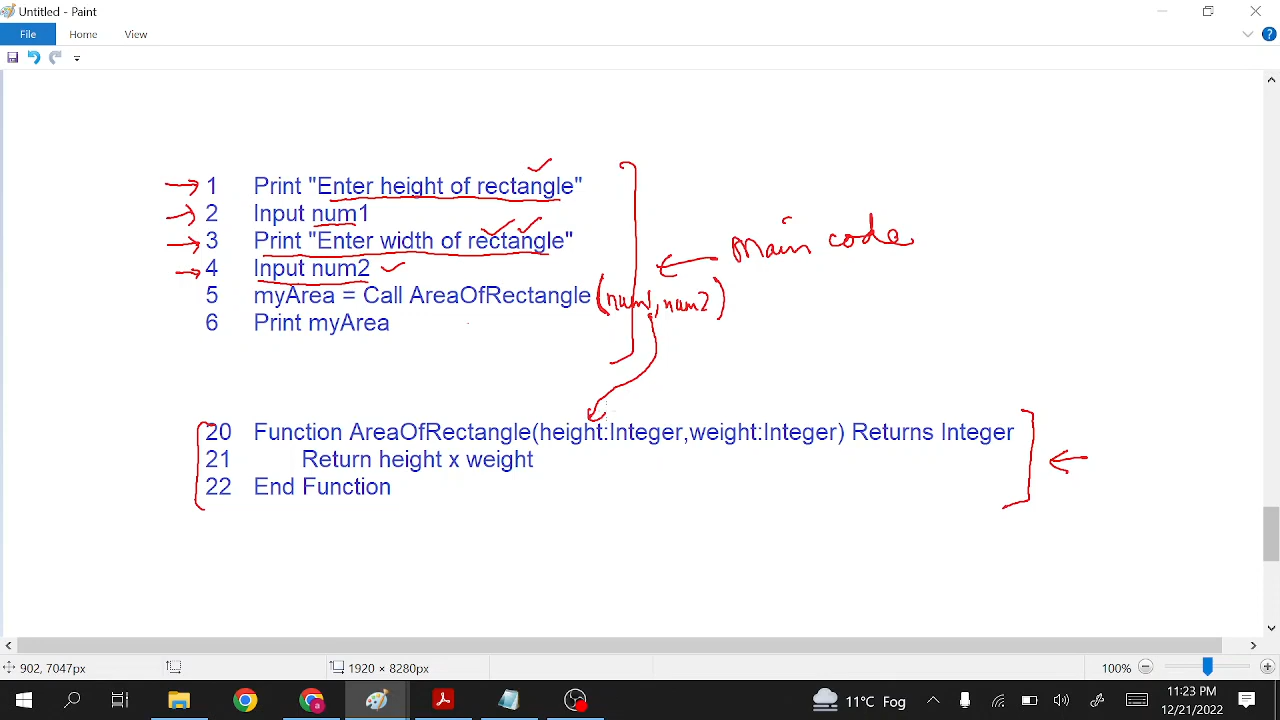 Untitled - Paint
File Home View
1 Print "Enter height of rectangle"
2 Input num1
3 Print "Enter width of rectangle"
4 Input num2
5 myArea = Call AreaOfRectangle (num1,num2)
6 Print myArea
Main code
20 Function AreaOfRectangle(height:Integer,weight:Integer) Returns Integer
21 Return height x weight
22 End Function
902, 7047px 1920 × 8280px 100%
11°C Fog 11:23 PM
12/21/2022